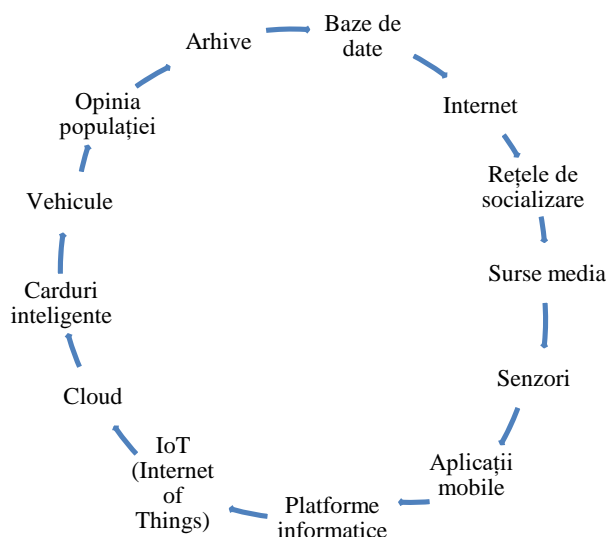 Baze de
date
Internet
Rețele de
socializare
Surse media
Senzori
Aplicații
mobile
Platforme
informatice
IoT
(Internet
of
Things)
Cloud
Carduri
inteligente
Vehicule
Opinia
populației
Arhive